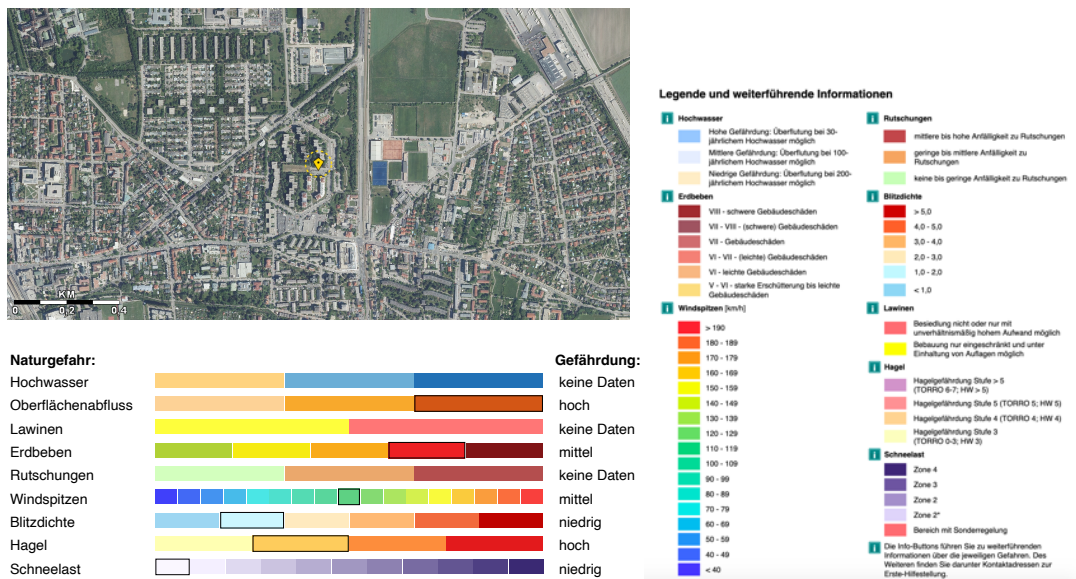 KM
0 0,2 0,4
Naturgefahr: Gefährdung:
Hochwasser keine Daten
Oberflächenabfluss hoch
Lawinen keine Daten
Erdbeben mittel
Rutschungen keine Daten
Windspitzen mittel
Blitzdichte niedrig
Hagel hoch
Schneelast niedrig
Legende und weiterführende Informationen
i Hochwasser
Hohe Gefährdung: Überflutung bei 30-
jährlichem Hochwasser möglich
Mittlere Gefährdung: Überflutung bei 100-
jährlichem Hochwasser möglich
Niedrige Gefährdung: Überflutung bei 200-
jährlichem Hochwasser möglich
i Erdbeben
VIII - schwere Gebäudeschäden
VII - VIII - (schwere) Gebäudeschäden
VII - Gebäudeschäden
VI - VII - (leichte) Gebäudeschäden
VI - leichte Gebäudeschäden
V - VI - starke Erschütterung bis leichte
Gebäudeschäden
i Windspitzen [km/h]
> 190
180 - 189
170 - 179
160 - 169
150 - 159
140 - 149
130 - 139
120 - 129
110 - 119
100 - 109
90 - 99
80 - 89
70 - 79
60 - 69
50 - 59
40 - 49
< 40
i Rutschungen
mittlere bis hohe Anfälligkeit zu Rutschungen
geringe bis mittlere Anfälligkeit zu
Rutschungen
keine bis geringe Anfälligkeit zu Rutschungen
i Blitzdichte
> 5,0
4,0 - 5,0
3,0 - 4,0
2,0 - 3,0
1,0 - 2,0
< 1,0
i Lawinen
Besiedlung nicht oder nur mit
unverhältnismäßig hohem Aufwand möglich
Bebauung nur eingeschränkt und unter
Einhaltung von Auflagen möglich
i Hagel
Hagelgefährdung Stufe > 5
(TORRO 6-7; HW > 5)
Hagelgefährdung Stufe 5 (TORRO 5; HW 5)
Hagelgefährdung Stufe 4 (TORRO 4; HW 4)
Hagelgefährdung Stufe 3
(TORRO 0-3; HW 3)
i Schneelast
Zone 4
Zone 3
Zone 2
Zone 2*
Bereich mit Sonderregelung
i Die Info-Buttons führen Sie zu weiterführenden
Informationen über die jeweiligen Gefahren. Des
Weiteren finden Sie darunter Kontaktadressen zur
Erste-Hilfestellung.